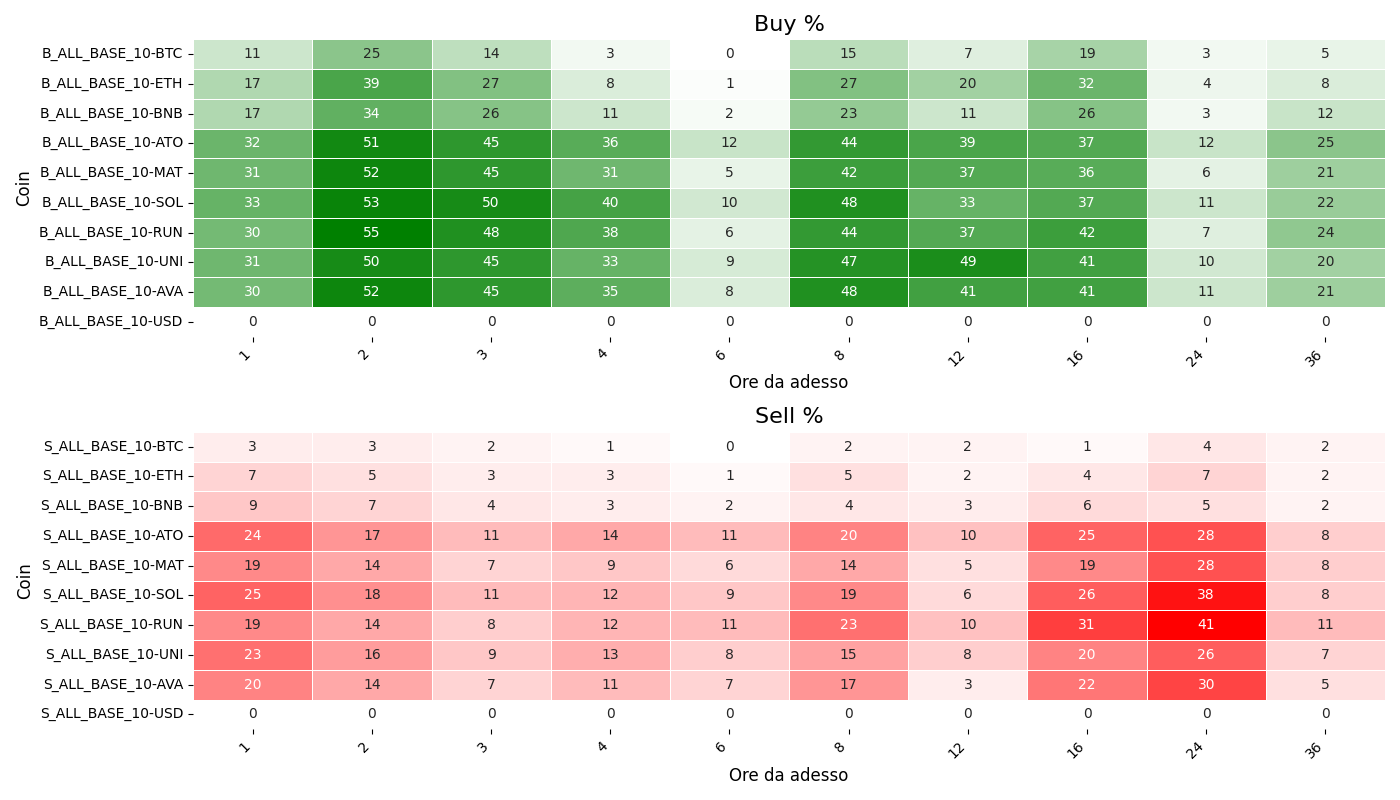 Buy %
Coin
B_ALL_BASE_10-BTC 11 25 14 3 0 15 7 19 3 5
B_ALL_BASE_10-ETH 17 39 27 8 1 27 20 32 4 8
B_ALL_BASE_10-BNB 17 34 26 11 2 23 11 26 3 12
B_ALL_BASE_10-ATO 32 51 45 36 12 44 39 37 12 25
B_ALL_BASE_10-MAT 31 52 45 31 5 42 37 36 6 21
B_ALL_BASE_10-SOL 33 53 50 40 10 48 33 37 11 22
B_ALL_BASE_10-RUN 30 55 48 38 6 44 37 42 7 24
B_ALL_BASE_10-UNI 31 50 45 33 9 47 49 41 10 20
B_ALL_BASE_10-AVA 30 52 45 35 8 48 41 41 11 21
B_ALL_BASE_10-USD 0 0 0 0 0 0 0 0 0 0
1 2 3 4 6 8 12 16 24 36
Ore da adesso
Sell %
Coin
S_ALL_BASE_10-BTC 3 3 2 1 0 2 2 1 4 2
S_ALL_BASE_10-ETH 7 5 3 3 1 5 2 4 7 2
S_ALL_BASE_10-BNB 9 7 4 3 2 4 3 6 5 2
S_ALL_BASE_10-ATO 24 17 11 14 11 20 10 25 28 8
S_ALL_BASE_10-MAT 19 14 7 9 6 14 5 19 28 8
S_ALL_BASE_10-SOL 25 18 11 12 9 19 6 26 38 8
S_ALL_BASE_10-RUN 19 14 8 12 11 23 10 31 41 11
S_ALL_BASE_10-UNI 23 16 9 13 8 15 8 20 26 7
S_ALL_BASE_10-AVA 20 14 7 11 7 17 3 22 30 5
S_ALL_BASE_10-USD 0 0 0 0 0 0 0 0 0 0
1 2 3 4 6 8 12 16 24 36
Ore da adesso